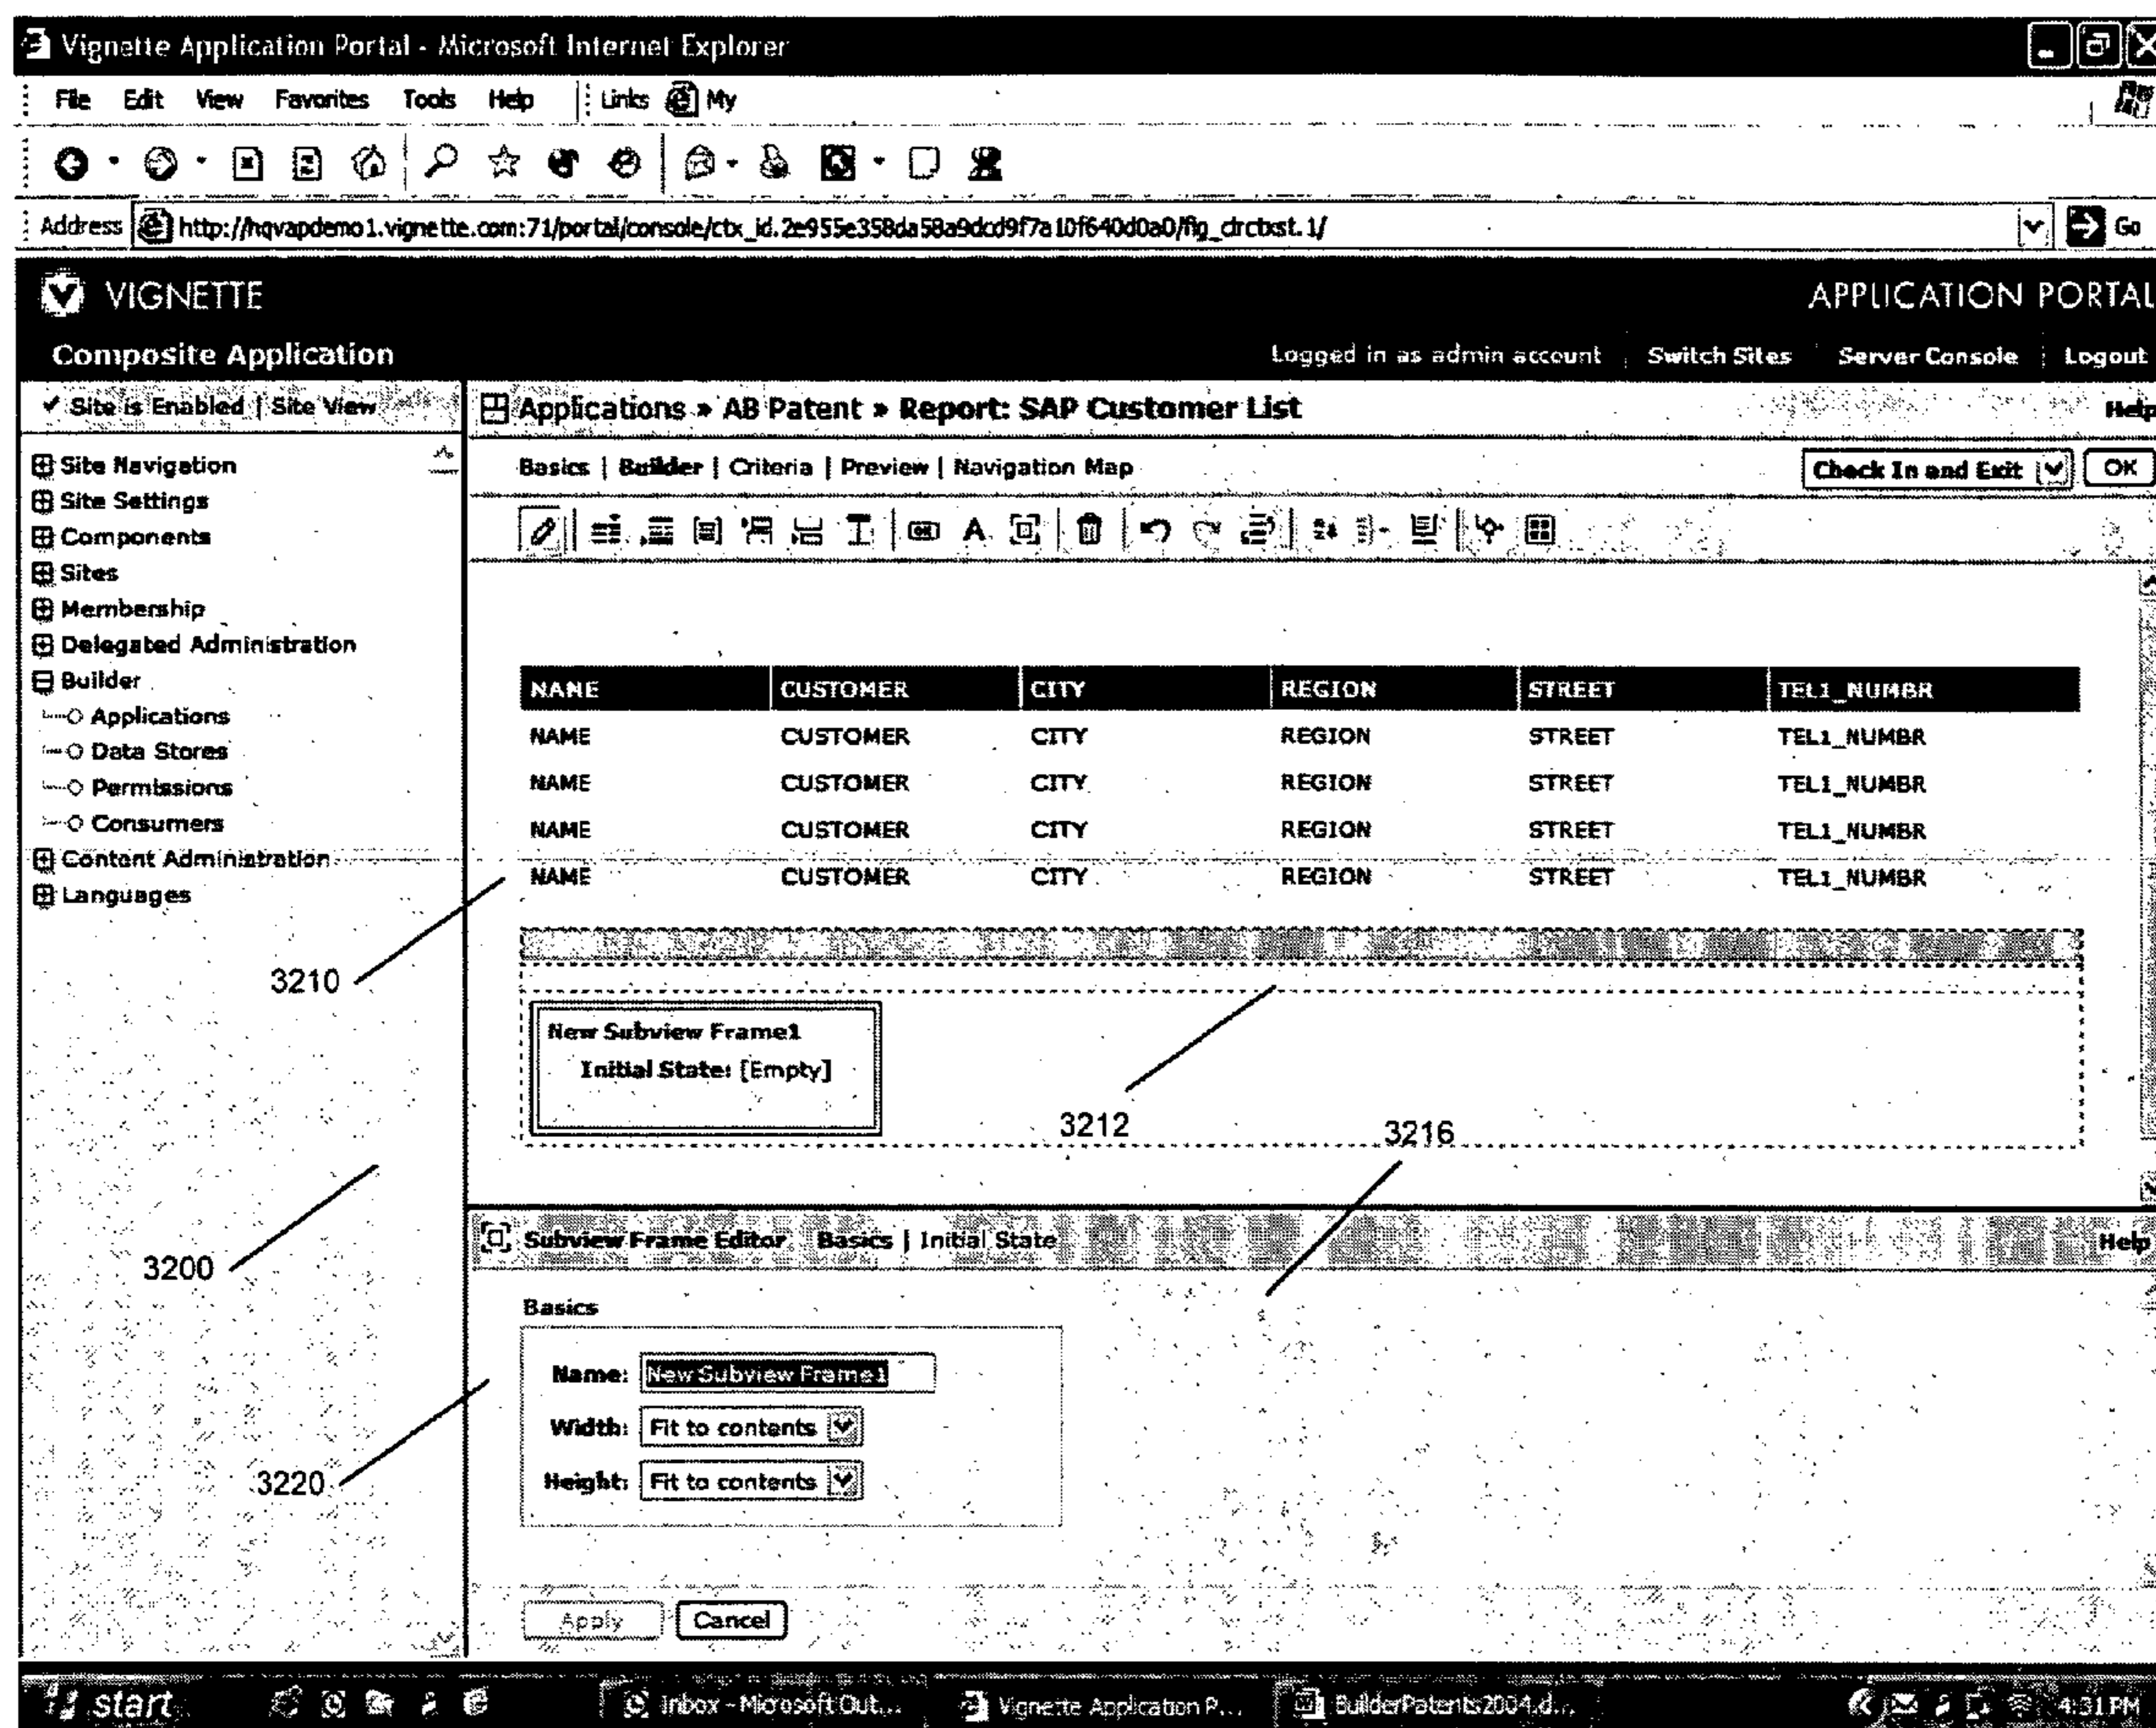 Vignette Application Portal - Microsoft Internet Explorer
File Edit View Favorites Tools Help Links My
Address http://hqvapdemo1.vignette.com:71/portal/console/ctx_id.2e955e358da58a9dcd9f7a10f640d0a0/flg_clrctxst.1/ Go
VIGNETTE APPLICATION PORTAL
Composite Application Logged in as admin account | Switch Sites | Server Console | Logout
✓ Site is Enabled | Site View
Applications » AB Patent » Report: SAP Customer List Help
Site Navigation
Site Settings
Components
Sites
Membership
Delegated Administration
Builder
Applications
Data Stores
Permissions
Consumers
Content Administration
Languages
Basics | Builder | Criteria | Preview | Navigation Map Check In and Exit OK
NAME CUSTOMER CITY REGION STREET TEL1_NUMBR
NAME CUSTOMER CITY REGION STREET TEL1_NUMBR
NAME CUSTOMER CITY REGION STREET TEL1_NUMBR
NAME CUSTOMER CITY REGION STREET TEL1_NUMBR
NAME CUSTOMER CITY REGION STREET TEL1_NUMBR
3210
New Subview Frame1
Initial State: [Empty]
3212
3216
3200
Subview Frame Editor Basics | Initial State Help
Basics
Name: New Subview Frame1
Width: Fit to contents
Height: Fit to contents
3220
Apply Cancel
start Inbox - Microsoft Out... Vignette Application P... BuilderPatents2004.d... 4:31 PM